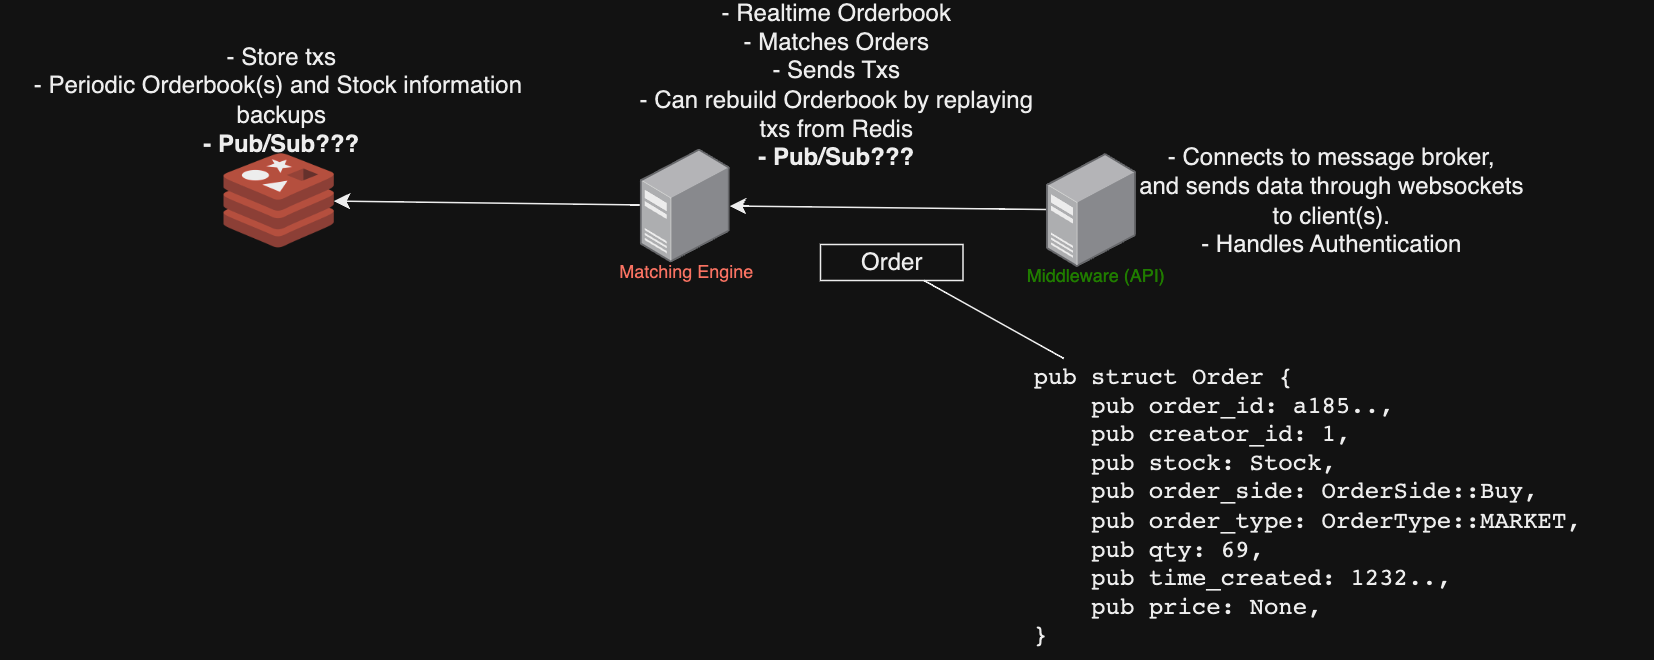 - Store txs
- Periodic Orderbook(s) and Stock information
backups
- Pub/Sub???
- Realtime Orderbook
- Matches Orders
- Sends Txs
- Can rebuild Orderbook by replaying
txs from Redis
- Pub/Sub???
- Connects to message broker,
and sends data through websockets
to client(s).
- Handles Authentication
Matching Engine
Order
Middleware (API)
pub struct Order {
    pub order_id: a185..,
    pub creator_id: 1,
    pub stock: Stock,
    pub order_side: OrderSide::Buy,
    pub order_type: OrderType::MARKET,
    pub qty: 69,
    pub time_created: 1232..,
    pub price: None,
}